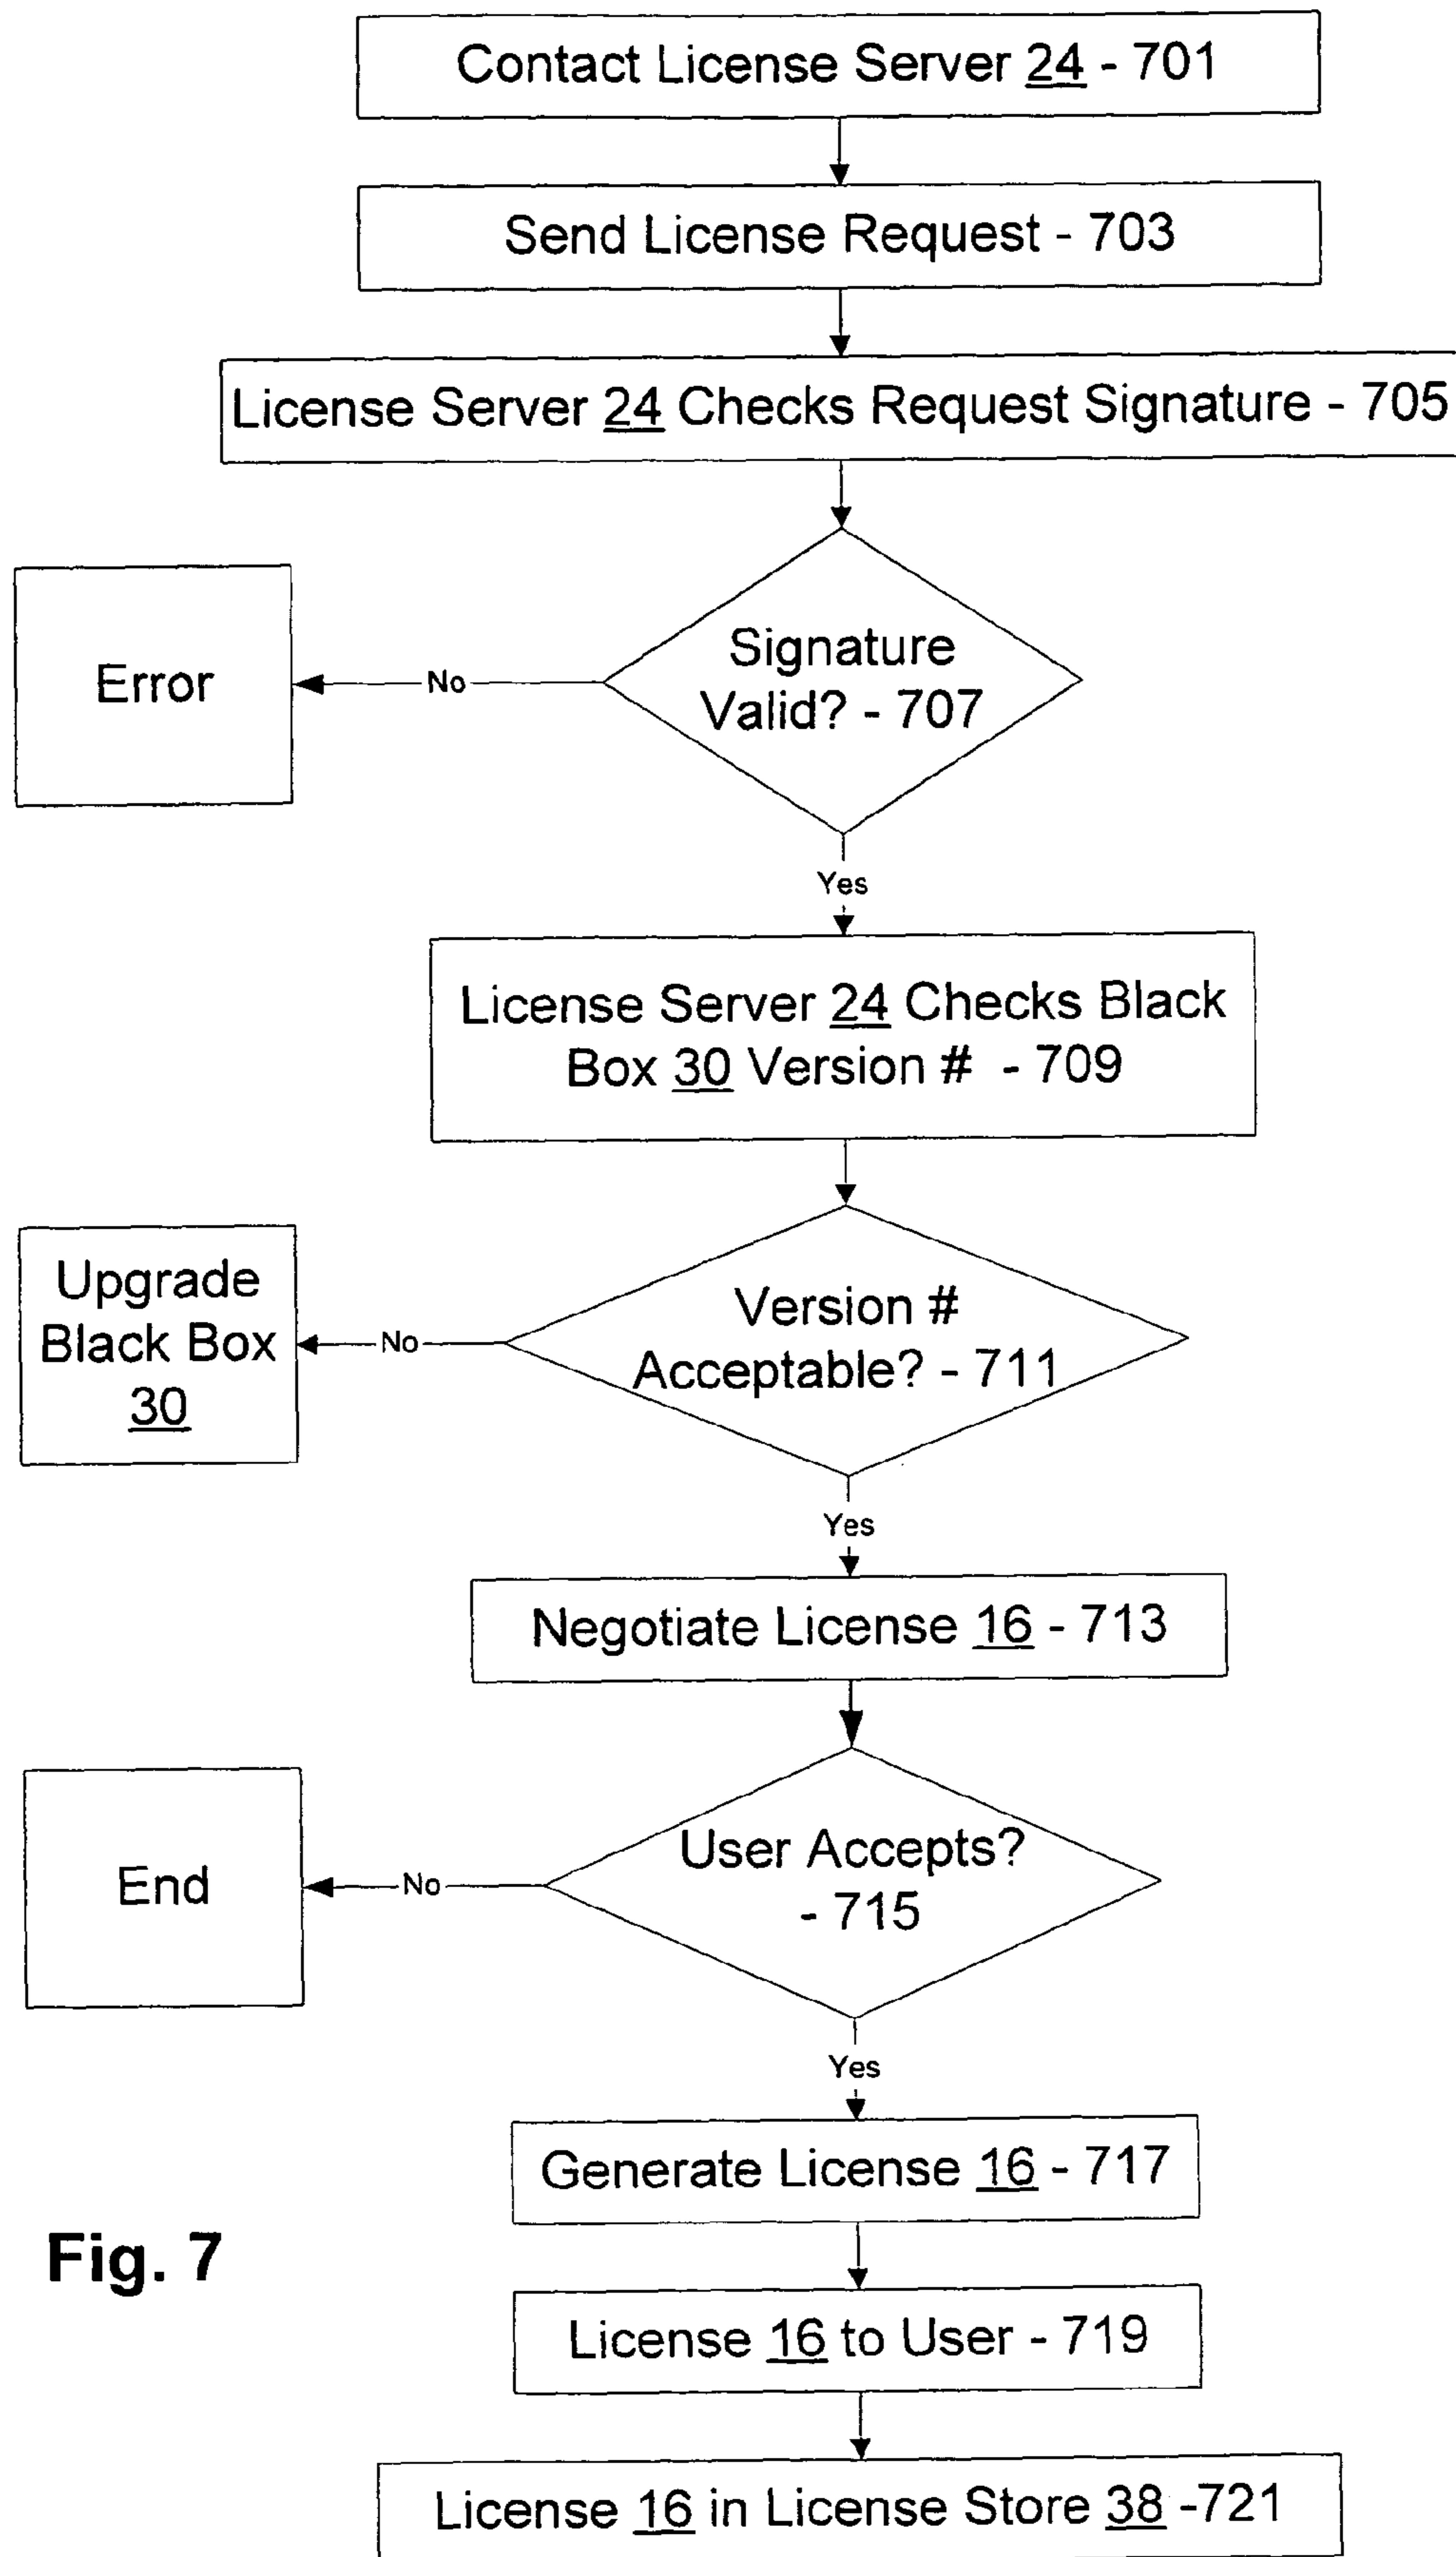 Contact License Server 24 - 701
Send License Request - 703
License Server 24 Checks Request Signature - 705
Signature
Valid? - 707
No
Error
Yes
License Server 24 Checks Black
Box 30 Version # - 709
Version #
Acceptable? - 711
No
Upgrade
Black Box
30
Yes
Negotiate License 16 - 713
User Accepts?
- 715
No
End
Yes
Generate License 16 - 717
License 16 to User - 719
License 16 in License Store 38 -721
Fig. 7